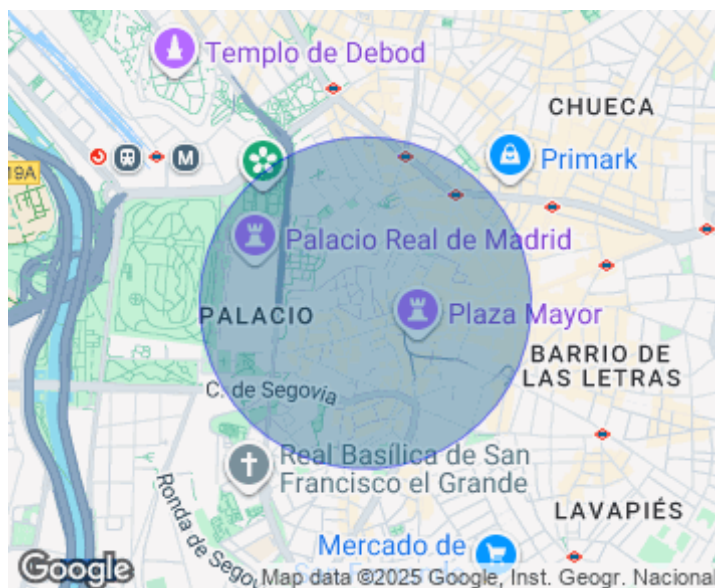 Templo de Debod
CHUECA
Primark
M
19A
Palacio Real de Madrid
PALACIO
Plaza Mayor
BARRIO DE
LAS LETRAS
C. de Segovia
Real Basílica de San
Francisco el Grande
Ronda de Sego
LAVAPIÉS
Mercado de
Google
Map data ©2025 Google, Inst. Geogr. Nacional